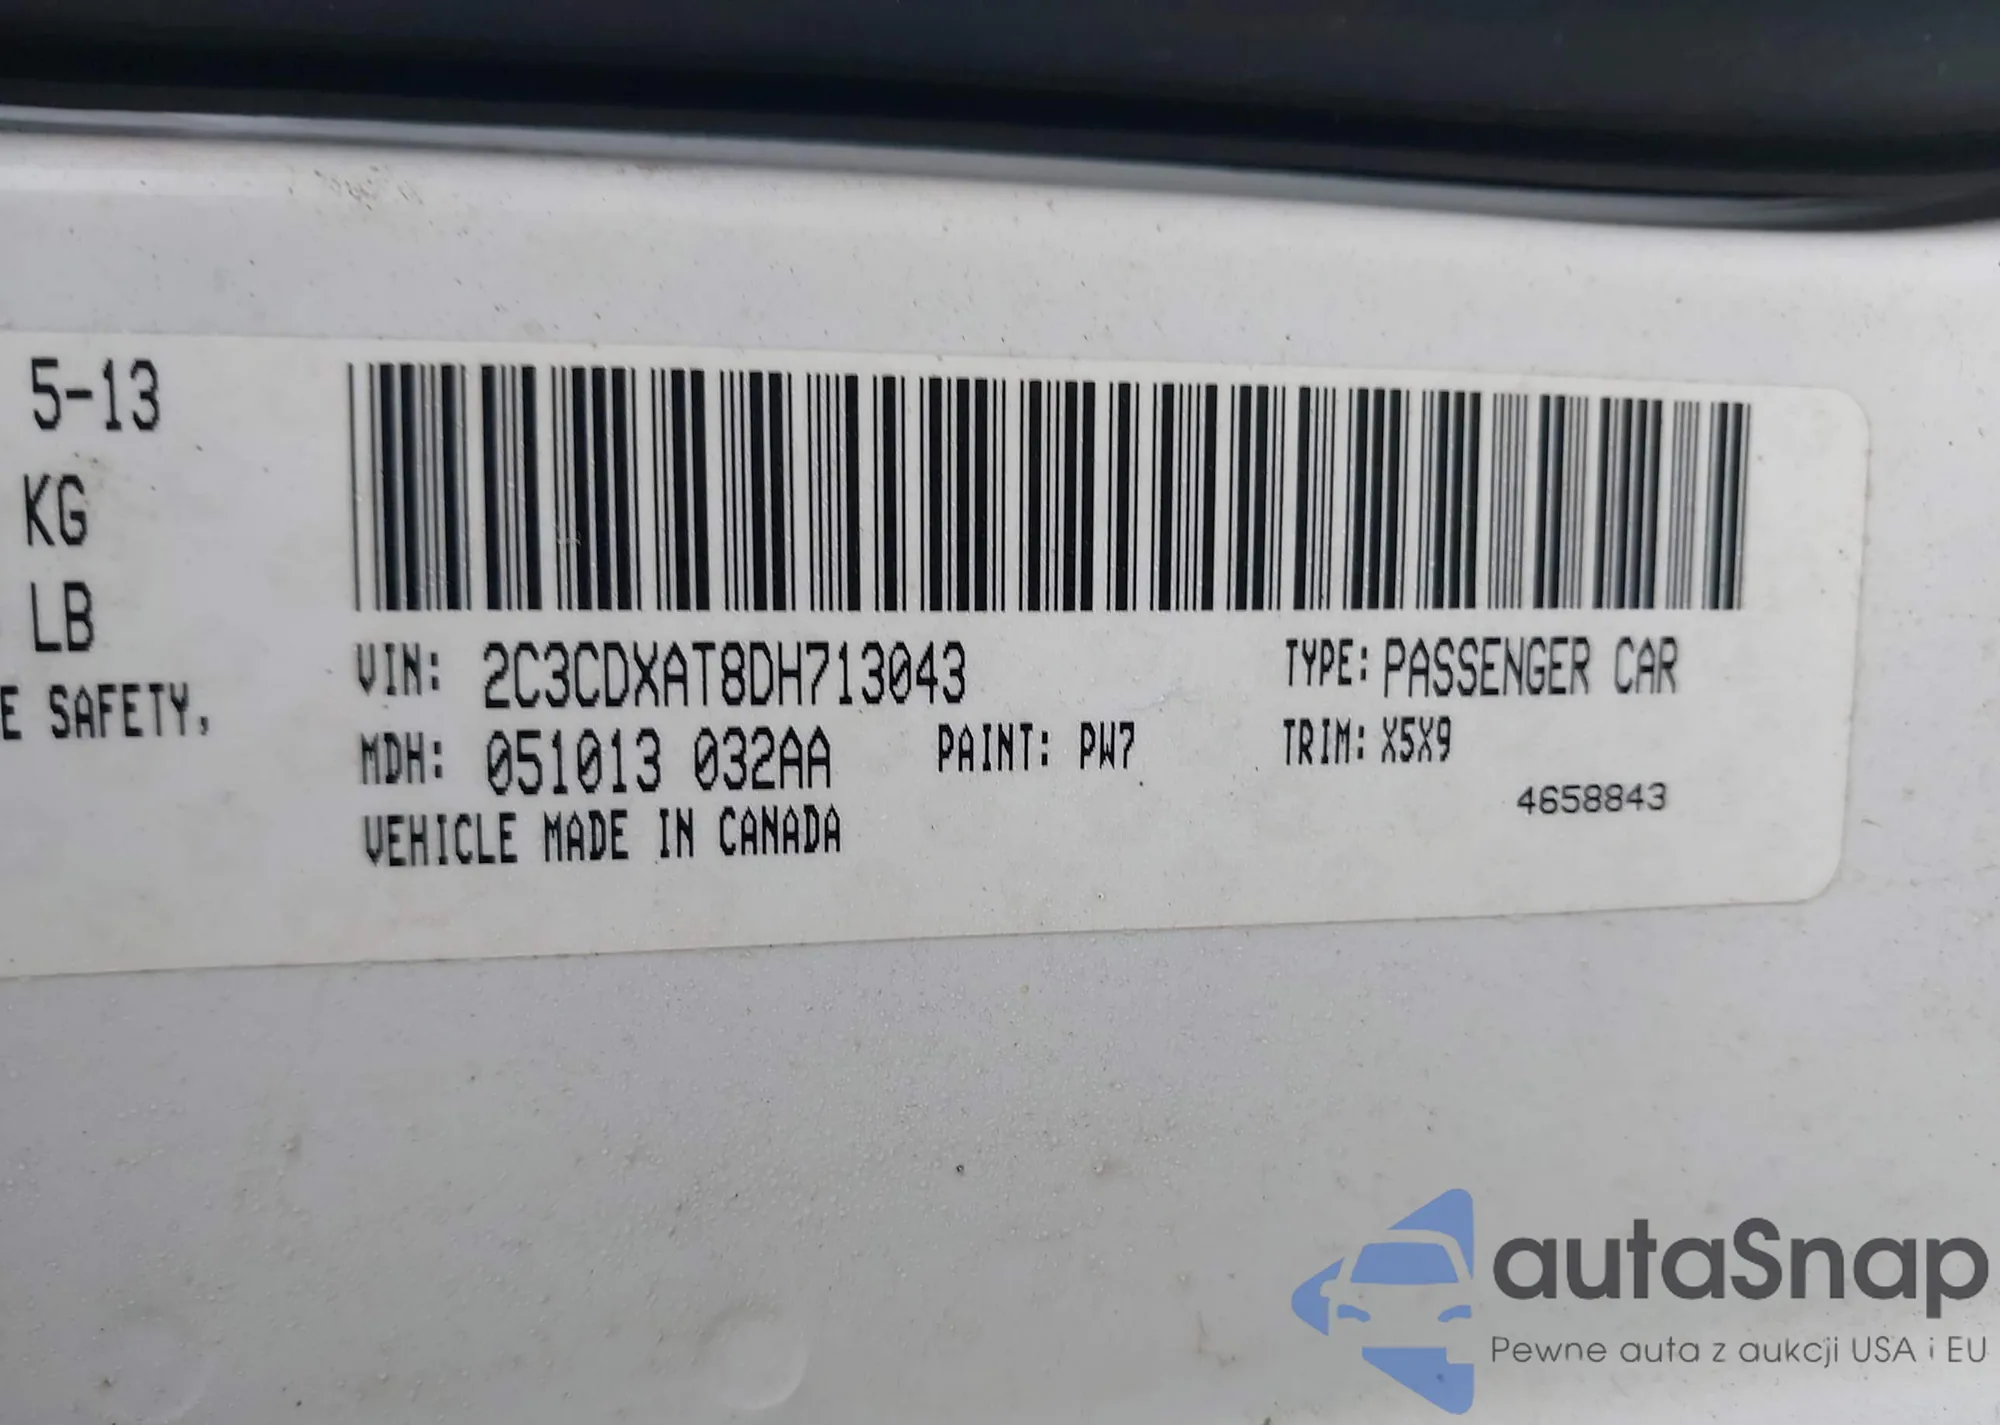 5-13
KG
LB
E SAFETY,
VIN: 2C3CDXAT8DH713043
TYPE: PASSENGER CAR
MDH: 051013 032AA
PAINT: PW7
TRIM: X5X9
4658843
VEHICLE MADE IN CANADA
autaSnap
Pewne auta z aukcji USA i EU